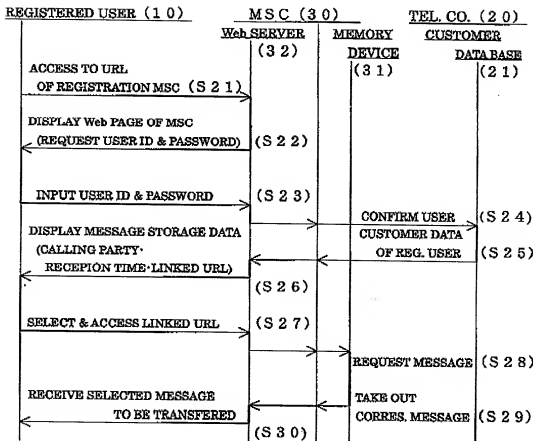 REGISTERED USER (10)
MSC (30)
TEL. CO. (20)
Web SERVER
(32)
MEMORY
DEVICE
(31)
CUSTOMER
DATABASE
(21)
ACCESS TO URL
OF REGISTRATION MSC (S21)
DISPLAY Web PAGE OF MSC
(REQUEST USER ID & PASSWORD)
(S22)
INPUT USER ID & PASSWORD
(S23)
CONFIRM USER (S24)
DISPLAY MESSAGE STORAGE DATA
(CALLING PARTY·
RECEPION TIME·LINKED URL)
CUSTOMER DATA
OF REG. USER (S25)
(S26)
SELECT & ACCESS LINKED URL (S27)
REQUEST MESSAGE (S28)
RECEIVE SELECTED MESSAGE
TO BE TRANSFERED
TAKE OUT
CORRES. MESSAGE (S29)
(S30)